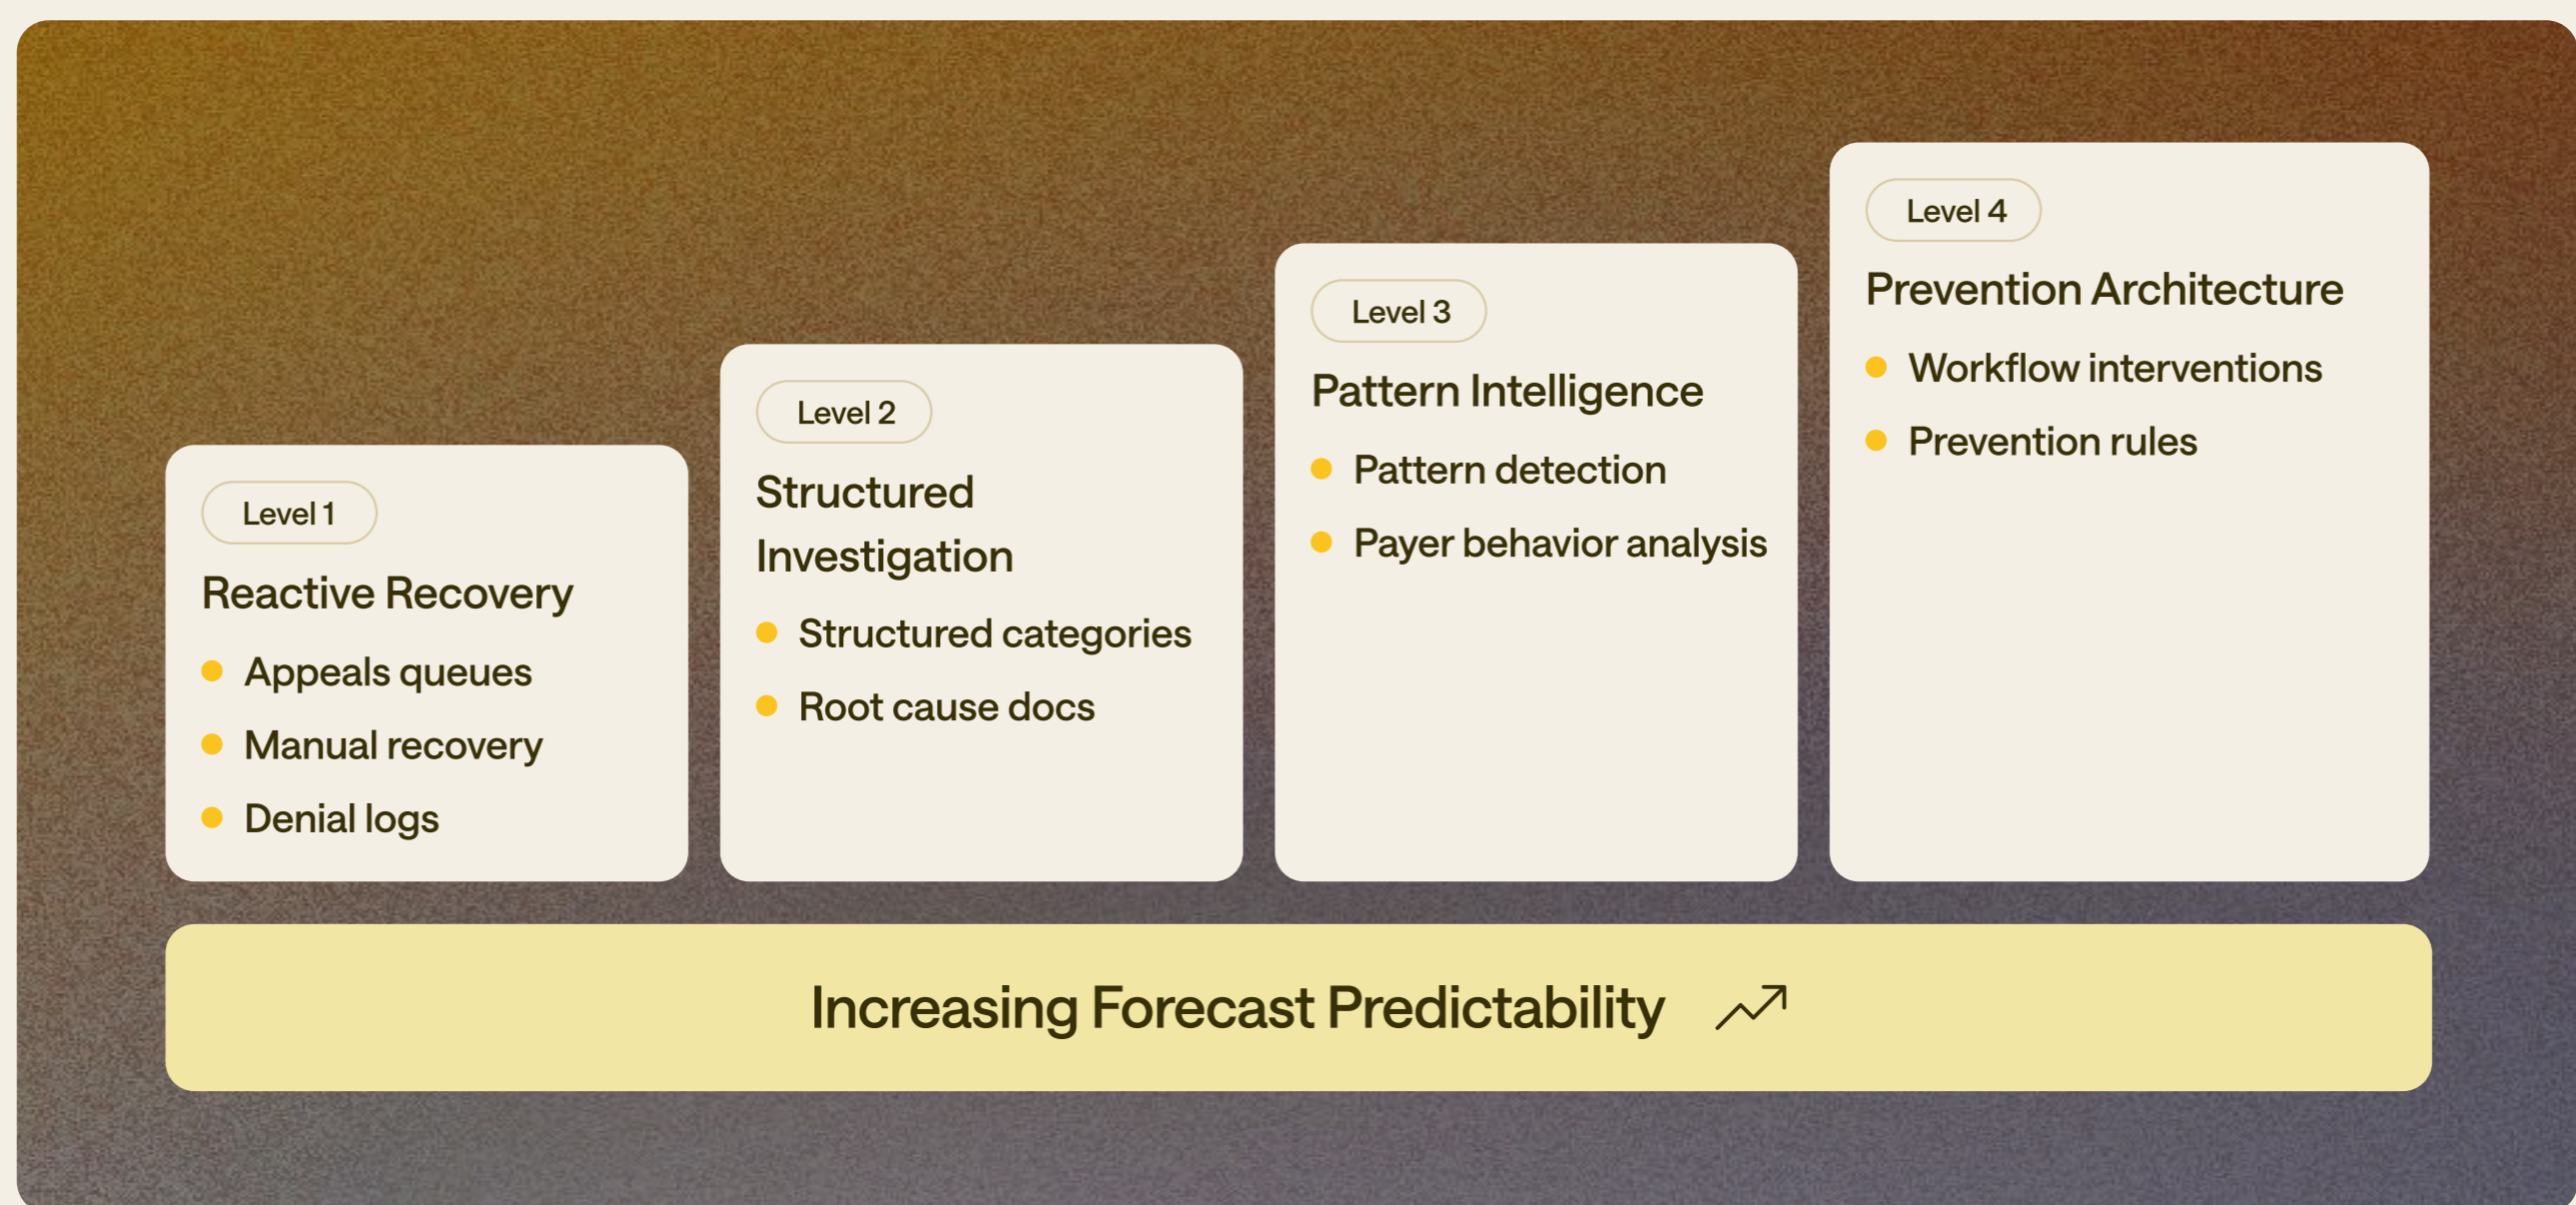 Level 1
Reactive Recovery
Appeals queues
Manual recovery
Denial logs
Level 2
Structured
Investigation
Structured categories
Root cause docs
Level 3
Pattern Intelligence
Pattern detection
Payer behavior analysis
Level 4
Prevention Architecture
Workflow interventions
Prevention rules
Increasing Forecast Predictability